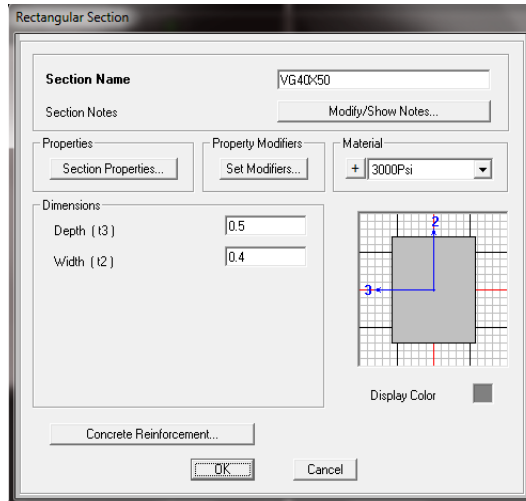 Rectangular Section
Section Name
VG40X50
Section Notes
Modify/Show Notes...
Properties
Property Modifiers
Material
Section Properties...
Set Modifiers...
+
3000Psi
Dimensions
Depth ( t3 )
0.5
Width ( t2 )
0.4
2
3
Display Color
Concrete Reinforcement...
OK
Cancel